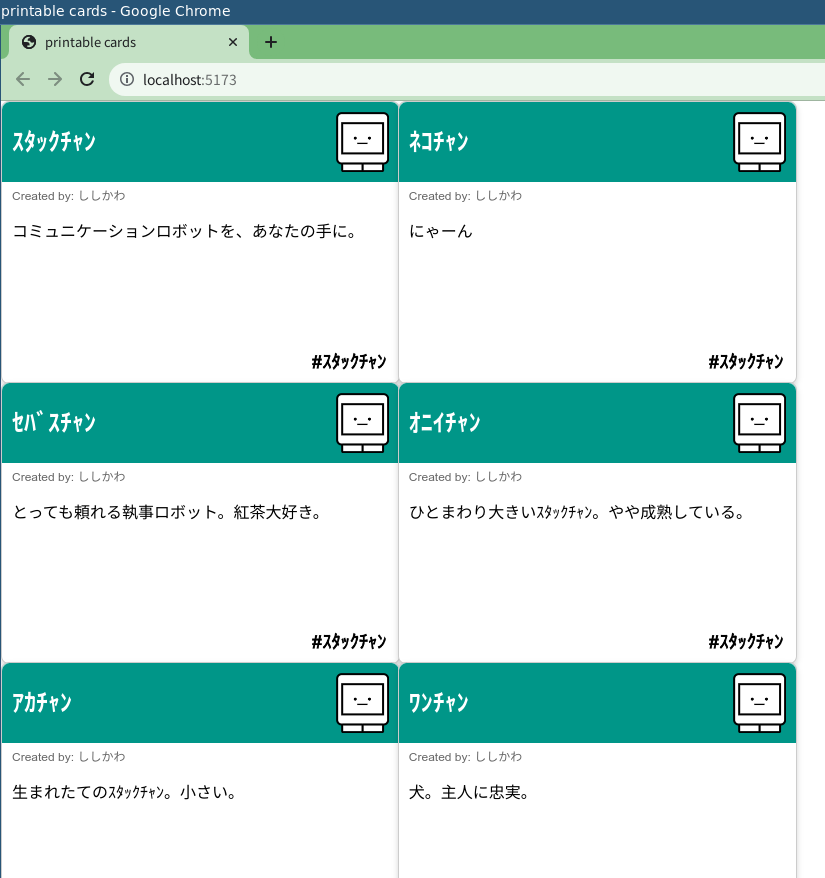 printable cards - Google Chrome
printable cards
localhost:5173
ｽﾀｯｸﾁｬﾝ
Created by: ししかわ
コミュニケーションロボットを、あなたの手に。
#ｽﾀｯｸﾁｬﾝ
ﾈｺﾁｬﾝ
Created by: ししかわ
にゃーん
#ｽﾀｯｸﾁｬﾝ
ｾﾊﾞｽﾁｬﾝ
Created by: ししかわ
とっても頼れる執事ロボット。紅茶大好き。
#ｽﾀｯｸﾁｬﾝ
ｵﾆｲﾁｬﾝ
Created by: ししかわ
ひとまわり大きいｽﾀｯｸﾁｬﾝ。やや成熟している。
#ｽﾀｯｸﾁｬﾝ
ｱｶﾁｬﾝ
Created by: ししかわ
生まれたてのｽﾀｯｸﾁｬﾝ。小さい。
ﾜﾝﾁｬﾝ
Created by: ししかわ
犬。主人に忠実。